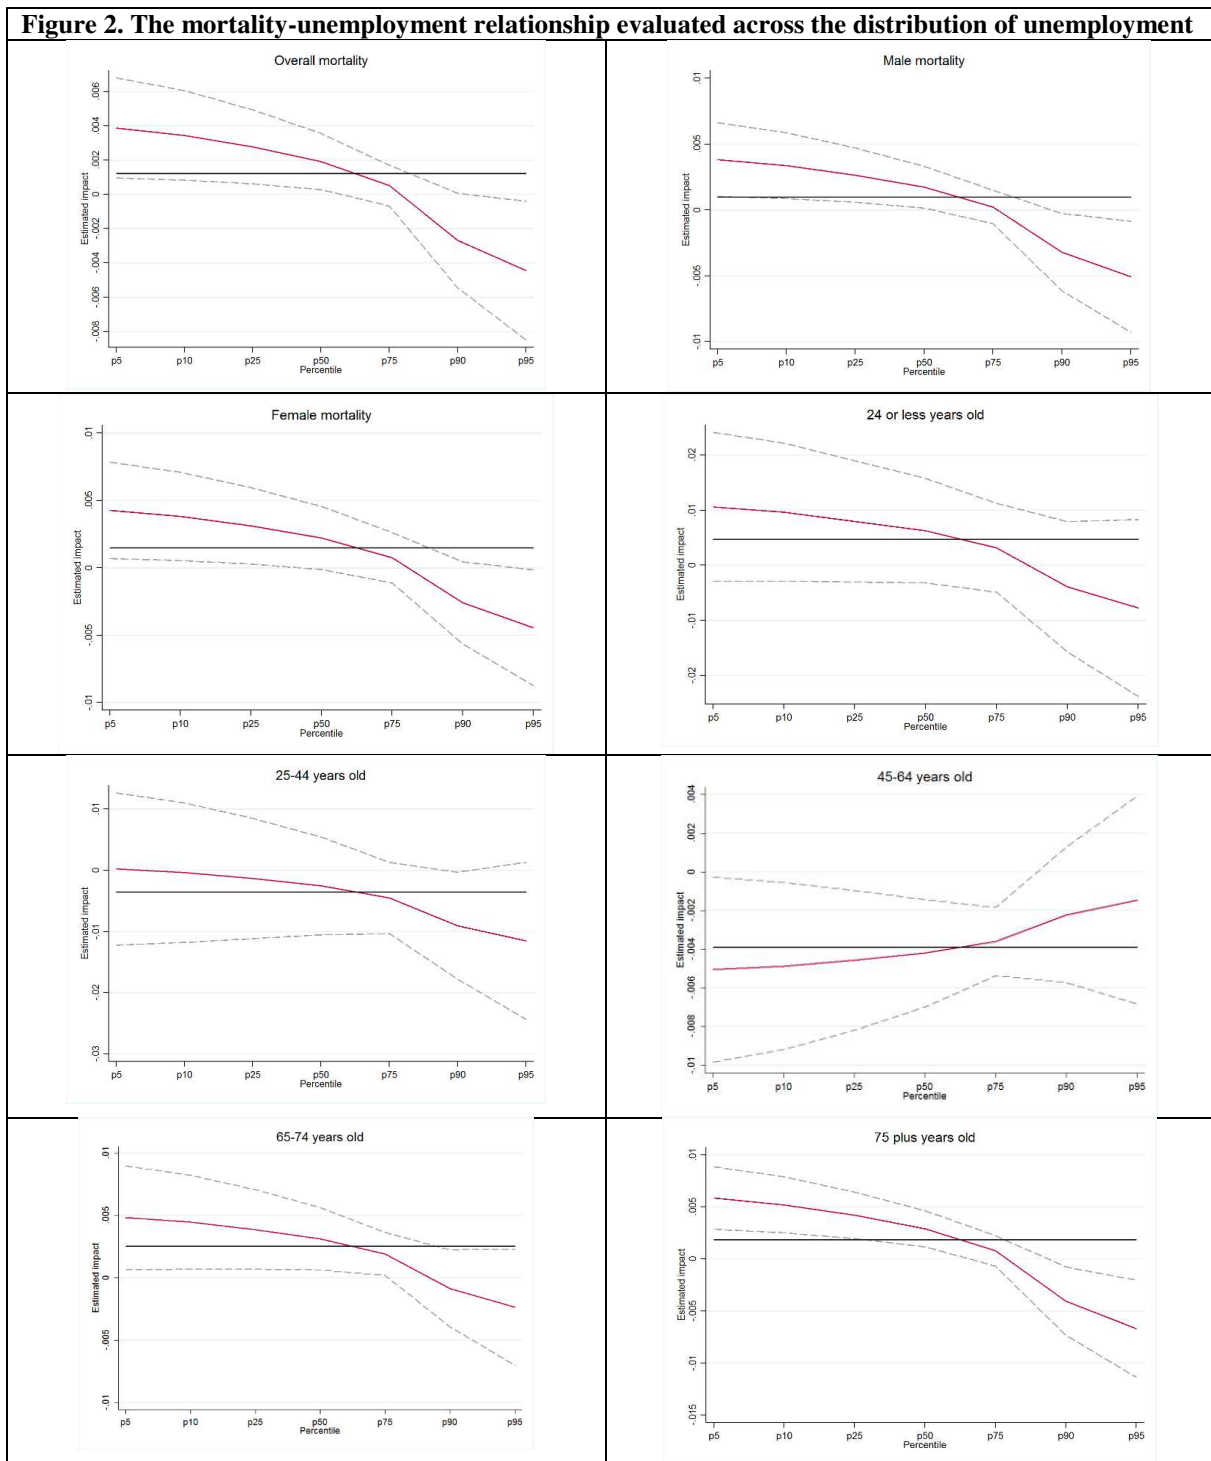 Figure 2. The mortality-unemployment relationship evaluated across the distribution of unemployment
Overall mortality
Estimated impact
.006
.004
.002
0
-.002
-.004
-.006
-.008
p5 p10 p25 p50 p75 p90 p95
Percentile
Male mortality
Estimated impact
.01
.005
0
-.005
-.01
p5 p10 p25 p50 p75 p90 p95
Percentile
Female mortality
Estimated impact
.01
.005
0
-.005
-.01
p5 p10 p25 p50 p75 p90 p95
Percentile
24 or less years old
Estimated impact
.02
.01
0
-.01
-.02
p5 p10 p25 p50 p75 p90 p95
Percentile
25-44 years old
Estimated impact
.01
0
-.01
-.02
-.03
p5 p10 p25 p50 p75 p90 p95
Percentile
45-64 years old
Estimated impact
.004
.002
0
-.002
-.004
-.006
-.008
-.01
p5 p10 p25 p50 p75 p90 p95
Percentile
65-74 years old
Estimated impact
.01
.005
0
-.005
-.01
p5 p10 p25 p50 p75 p90 p95
Percentile
75 plus years old
Estimated impact
.01
.005
0
-.005
-.01
-.015
p5 p10 p25 p50 p75 p90 p95
Percentile